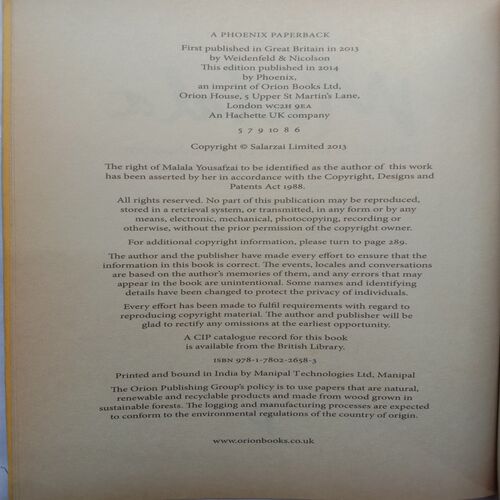 A PHOENIX PAPERBACK
First published in Great Britain in 2013
by Weidenfeld & Nicolson
This edition published in 2014
by Phoenix,
an imprint of Orion Books Ltd,
Orion House, 5 Upper St Martin's Lane,
London WC2H 9EA
An Hachette UK company
5 7 9 10 8 6
Copyright © Salarzai Limited 2013
The right of Malala Yousafzai to be identified as the author of this work
has been asserted by her in accordance with the Copyright, Designs and
Patents Act 1988.
All rights reserved. No part of this publication may be reproduced,
stored in a retrieval system, or transmitted, in any form or by any
means, electronic, mechanical, photocopying, recording or
otherwise, without the prior permission of the copyright owner.
For additional copyright information, please turn to page 289.
The author and the publisher have made every effort to ensure that the
information in this book is correct. The events, locales and conversations
are based on the author's memories of them, and any errors that may
appear in the book are unintentional. Some names and identifying
details have been changed to protect the privacy of individuals.
Every effort has been made to fulfil requirements with regard to
reproducing copyright material. The author and publisher will be
glad to rectify any omissions at the earliest opportunity.
A CIP catalogue record for this book
is available from the British Library.
ISBN 978-1-7802-2658-3
Printed and bound in India by Manipal Technologies Ltd, Manipal
The Orion Publishing Group's policy is to use papers that are natural,
renewable and recyclable products and made from wood grown in
sustainable forests. The logging and manufacturing processes are expected
to conform to the environmental regulations of the country of origin.
www.orionbooks.co.uk